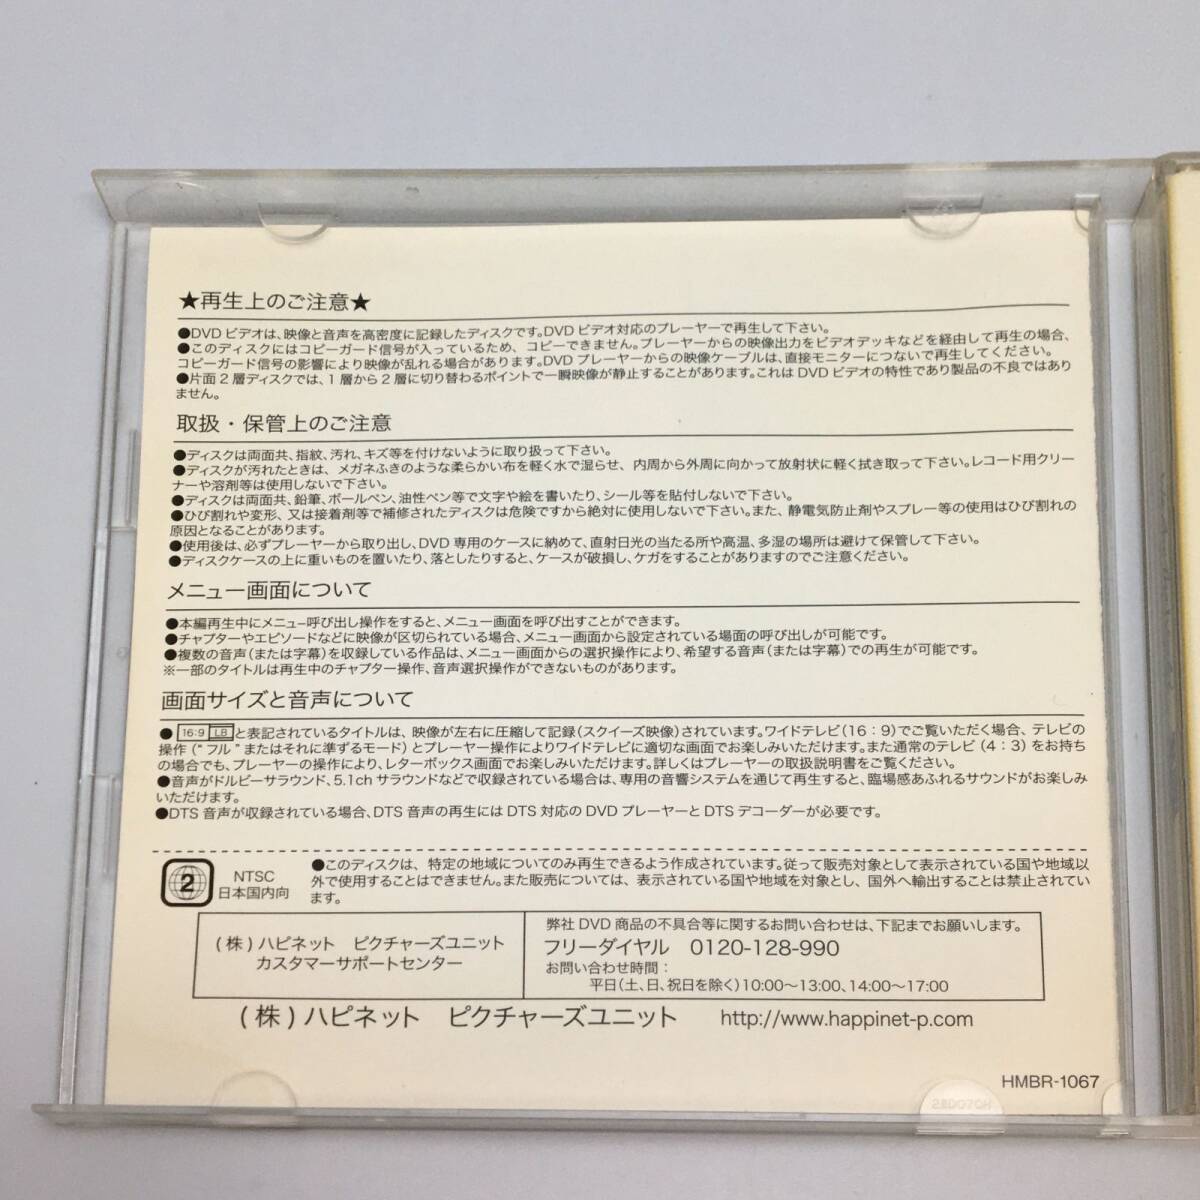 ★再生上のご注意★
●DVDビデオは、映像と音声を高密度に記録したディスクです。DVDビデオ対応のプレーヤーで再生して下さい。
●このディスクにはコピーガード信号が入っているため、コピーできません。プレーヤーからの映像出力をビデオデッキなどを経由して再生の場合、
コピーガード信号の影響により映像が乱れる場合があります。DVDプレーヤーからの映像ケーブルは、直接モニターにつないで再生してください。
●片面2層ディスクでは、1層から2層に切り替わるポイントで一瞬映像が静止することがあります。これはDVDビデオの特性であり製品の不良ではあり
ません。
取扱・保管上のご注意
●ディスクは両面共、指紋、汚れ、キズ等を付けないように取り扱って下さい。
●ディスクが汚れたときは、メガネふきのような柔らかい布を軽く水で湿らせ、内周から外周に向かって放射状に軽く拭き取って下さい。レコード用クリー
ナーや溶剤等は使用しないで下さい。
●ディスクは両面共、鉛筆、ボールペン、油性ペン等で文字や絵を書いたり、シール等を貼付しないで下さい。
●ひび割れや変形、又は接着剤等で補修されたディスクは危険ですから絶対に使用しないで下さい。また、静電気防止剤やスプレー等の使用はひび割れの
原因となることがあります。
●使用後は、必ずプレーヤーから取り出し、DVD専用のケースに納めて、直射日光の当たる所や高温、多湿の場所は避けて保管して下さい。
●ディスクケースの上に重いものを置いたり、落としたりすると、ケースが破損し、ケガをすることがありますのでご注意ください。
メニュー画面について
●本編再生中にメニュー呼び出し操作をすると、メニュー画面を呼び出すことができます。
●チャプターやエピソードなどに映像が区切られている場合、メニュー画面から設定されている場面の呼び出しが可能です。
●複数の音声(または字幕)を収録している作品は、メニュー画面からの選択操作により、希望する音声(または字幕)での再生が可能です。
※一部のタイトルは再生中のチャプター操作、音声選択操作ができないものがあります。
画面サイズと音声について
● 16:9 LB と表記されているタイトルは、映像が左右に圧縮して記録(スクイーズ映像)されています。ワイドテレビ(16：9)でご覧いただく場合、テレビの
操作(“フル”またはそれに準ずるモード)とプレーヤー操作によりワイドテレビに適切な画面でお楽しみいただけます。また通常のテレビ(4：3)をお持ち
の場合でも、プレーヤーの操作により、レターボックス画面でお楽しみいただけます。詳しくはプレーヤーの取扱説明書をご覧ください。
●音声がドルビーサラウンド、5.1chサラウンドなどで収録されている場合は、専用の音響システムを通じて再生すると、臨場感あふれるサウンドがお楽しみ
いただけます。
●DTS音声が収録されている場合、DTS音声の再生にはDTS対応のDVDプレーヤーとDTSデコーダーが必要です。
2
NTSC
日本国内向
●このディスクは、特定の地域についてのみ再生できるよう作成されています。従って販売対象として表示されている国や地域以
外で使用することはできません。また販売については、表示されている国や地域を対象とし、国外へ輸出することは禁止されてい
ます。
(株)ハピネット ピクチャーズユニット
カスタマーサポートセンター
弊社DVD商品の不具合等に関するお問い合わせは、下記までお願いします。
フリーダイヤル 0120-128-990
お問い合わせ時間：
平日(土、日、祝日を除く)10:00～13:00、14:00～17:00
(株)ハピネット ピクチャーズユニット http://www.happinet-p.com
HMBR-1067